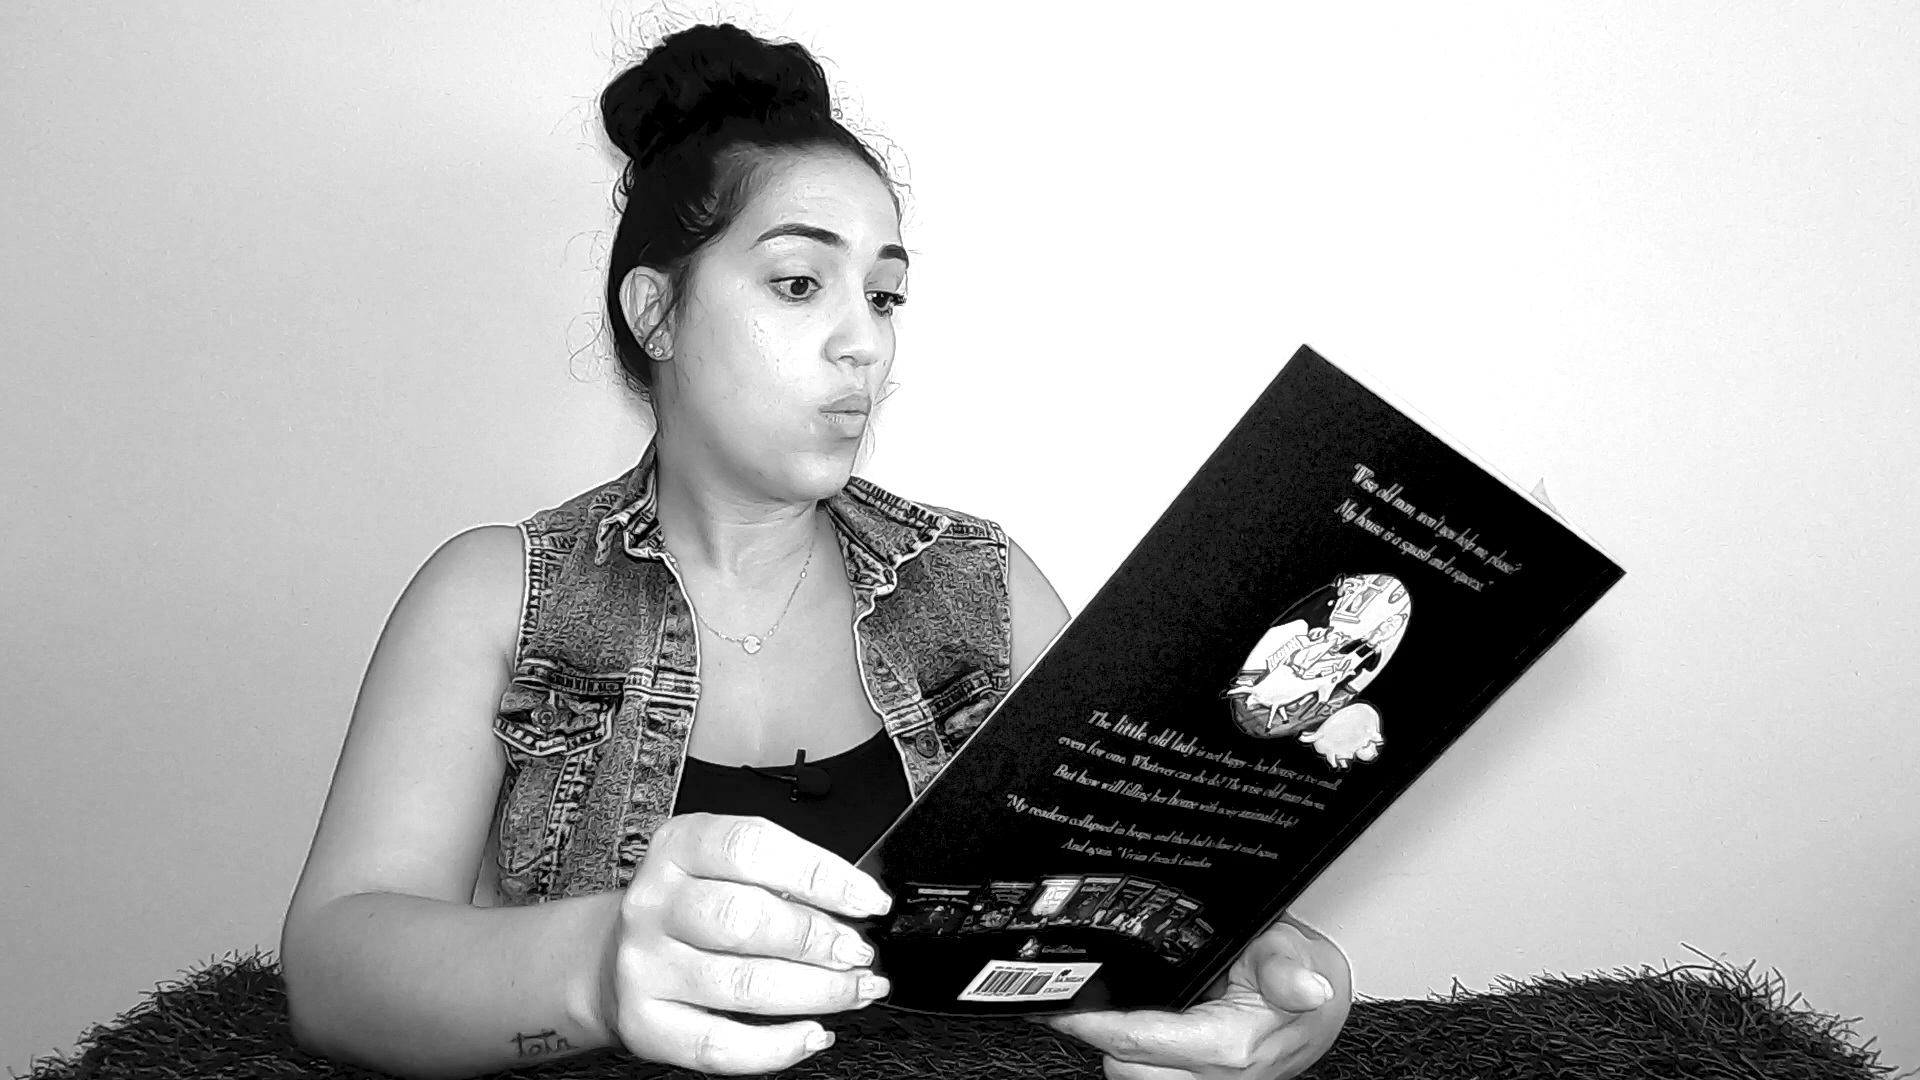 "Wise old man, won't you help me, please?
My house is a squash and a squeeze."
The little old lady is not happy – her house is too small,
even for one. Whatever can she do? The wise old man knows.
But how will filling her home with noisy animals help?
"My readers collapsed in heaps, and then had to have it read again.
And again." Vivian French Guardian